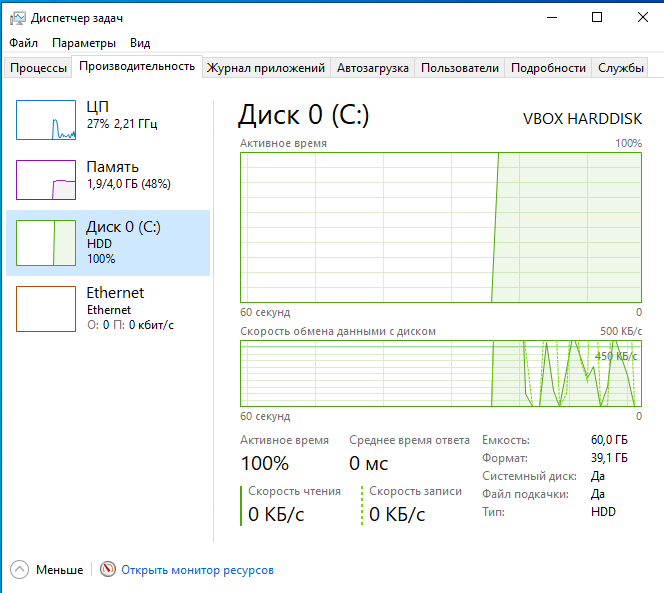 Диспетчер задач
Файл Параметры Вид
Процессы Производительность Журнал приложений Автозагрузка Пользователи Подробности Службы
ЦП
27% 2,21 ГГц
Память
1,9/4,0 ГБ (48%)
Диск 0 (C:)
HDD
100%
Ethernet
Ethernet
О: 0 П: 0 кбит/с
Диск 0 (C:) VBOX HARDDISK
Активное время 100%
60 секунд 0
Скорость обмена данными с диском 500 КБ/с
450 КБ/с
60 секунд 0
Активное время Среднее время ответа
100% 0 мс
Скорость чтения Скорость записи
0 КБ/с 0 КБ/с
Емкость: 60,0 ГБ
Формат: 39,1 ГБ
Системный диск: Да
Файл подкачки: Да
Тип: HDD
Меньше Открыть монитор ресурсов